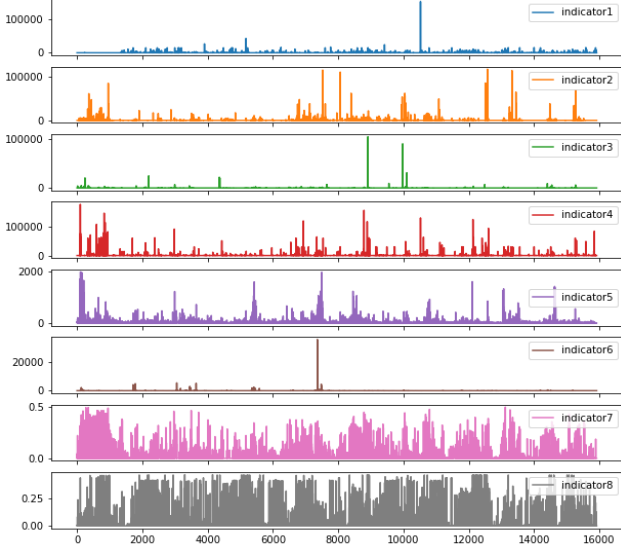 100000
0
indicator1
100000
0
indicator2
100000
0
indicator3
100000
0
indicator4
2000
0
indicator5
20000
0
indicator6
0.5
0.0
indicator7
0.25
0.00
indicator8
0 2000 4000 6000 8000 10000 12000 14000 16000